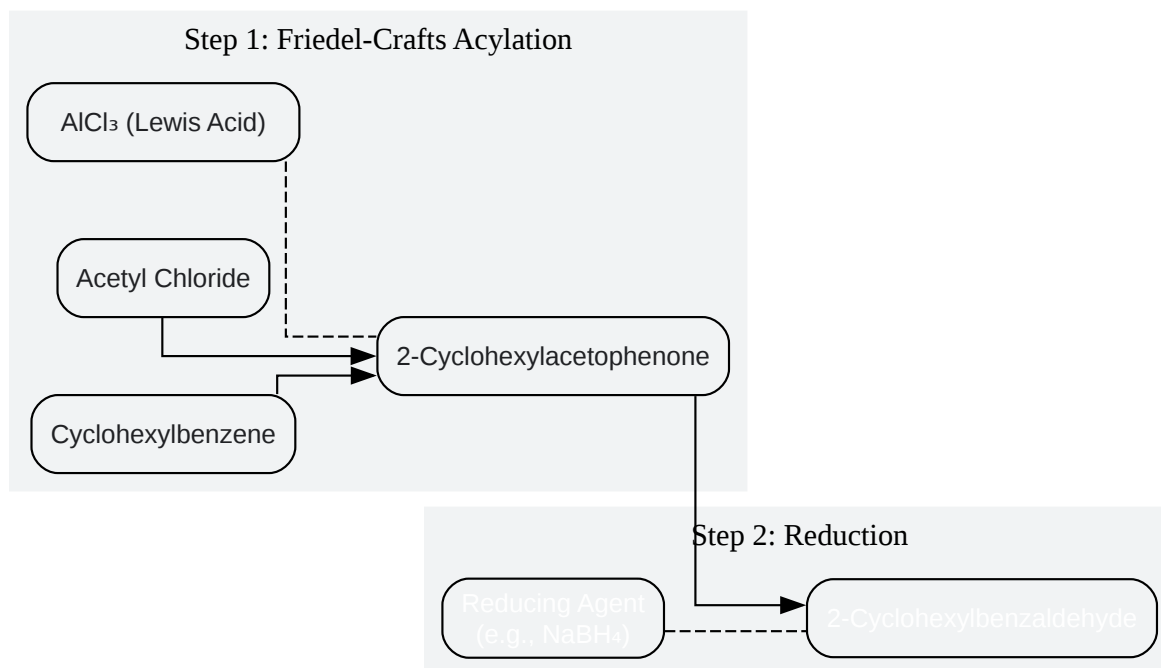 Step 1: Friedel-Crafts Acylation
AlCl₃ (Lewis Acid)
Acetyl Chloride
2-Cyclohexylacetophenone
Cyclohexylbenzene
Step 2: Reduction
Reducing Agent
(e.g., NaBH₄)
2-Cyclohexylbenzaldehyde